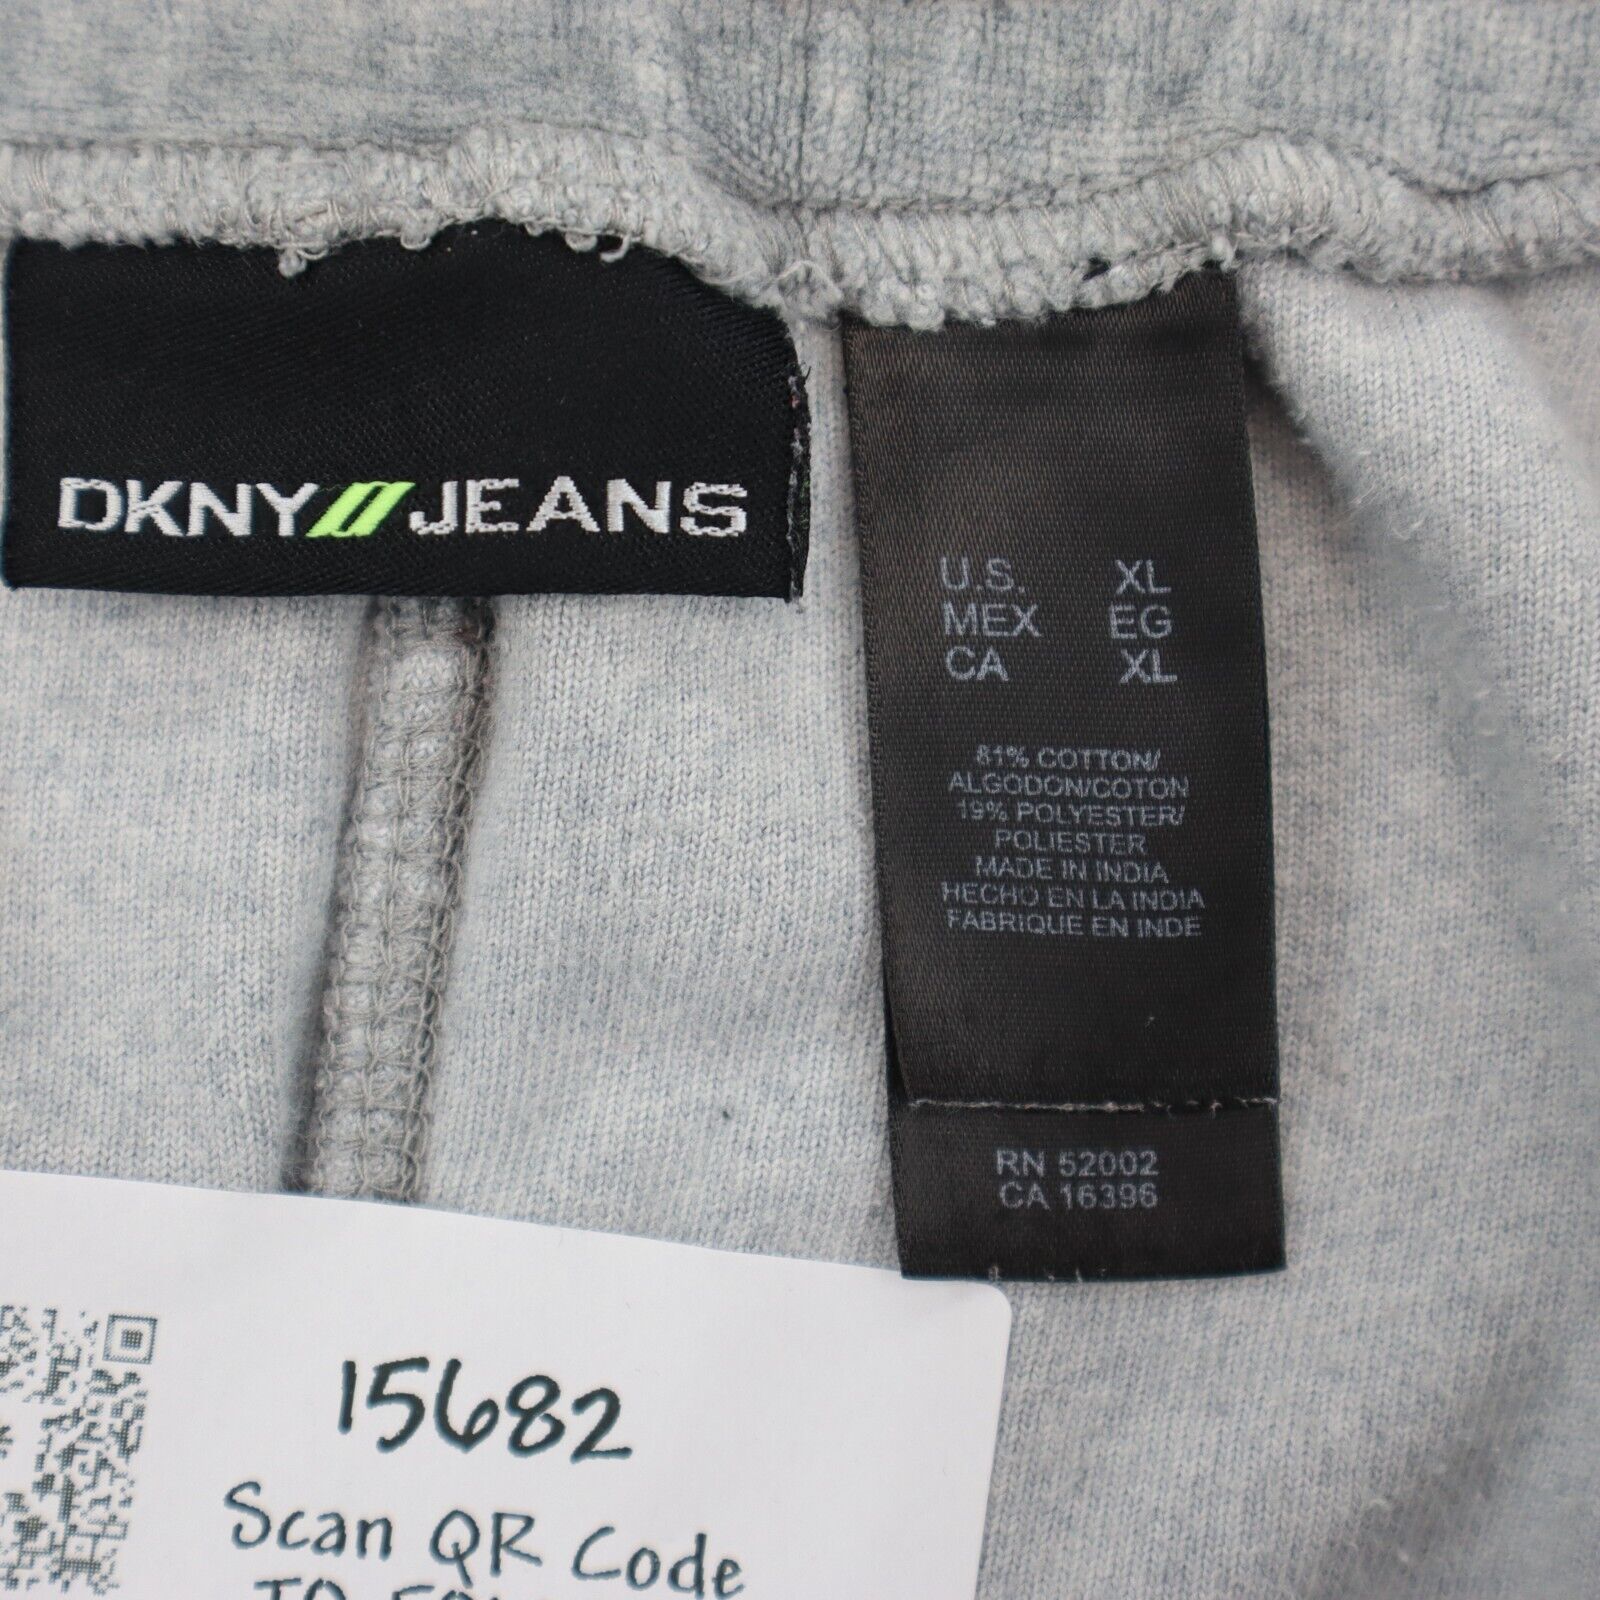 DKNY JEANS
U.S. XL
MEX EG
CA XL
81% COTTON/
ALGODON/COTON
19% POLYESTER/
POLIESTER
MADE IN INDIA
HECHO EN LA INDIA
FABRIQUE EN INDE
RN 52002
CA 16396
15682
Scan QR Code
TO